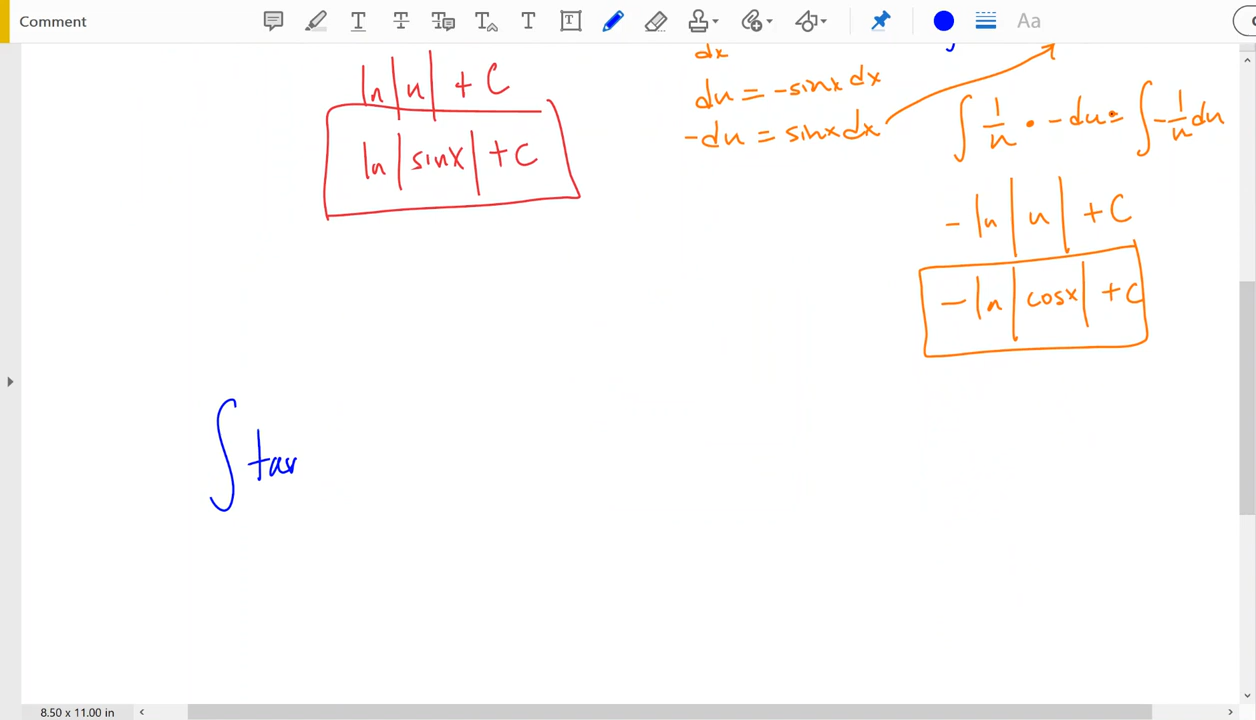 Comment
Aa
dx
ln|u| + C
du = -sinx dx
ln|sinx| + C
-du = sinx dx
∫ 1/u · -du = ∫ -1/u du
-ln|u| + C
-ln|cosx| + C
∫ tan
8.50 x 11.00 in